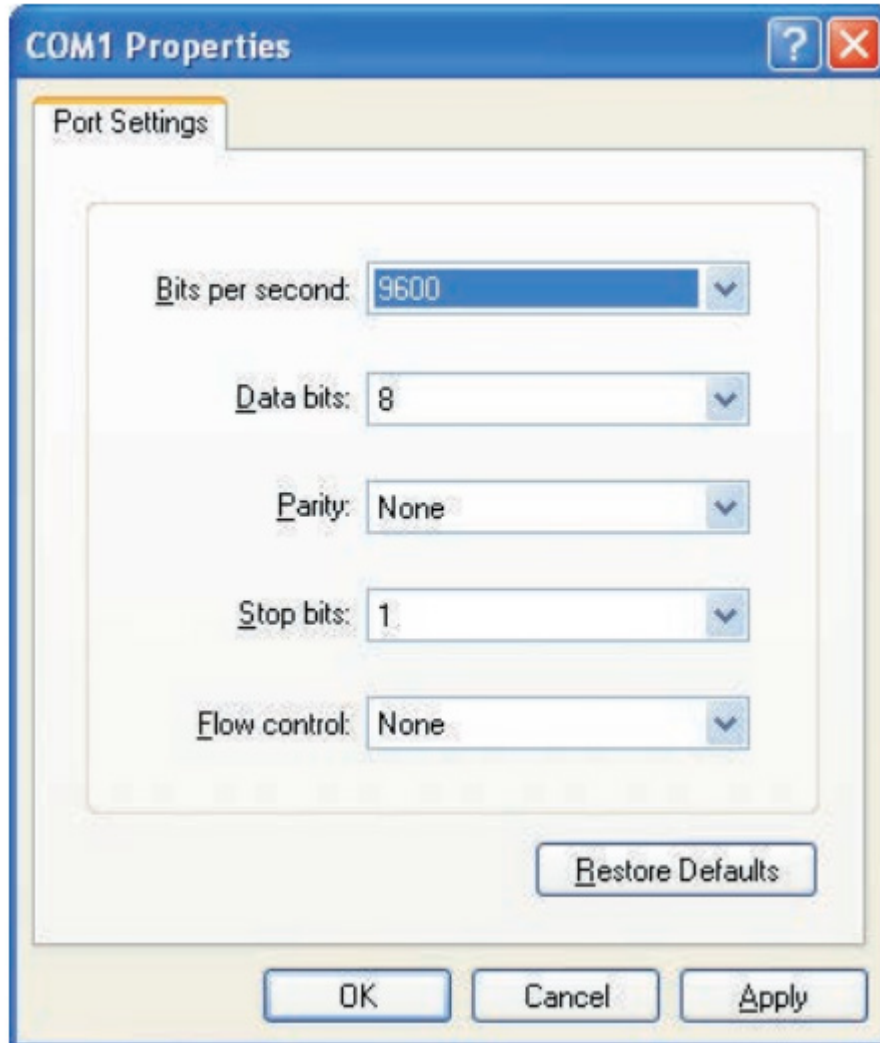 COM1 Properties
Port Settings
Bits per second: 9600
Data bits: 8
Parity: None
Stop bits: 1
Flow control: None
Restore Defaults
OK Cancel Apply